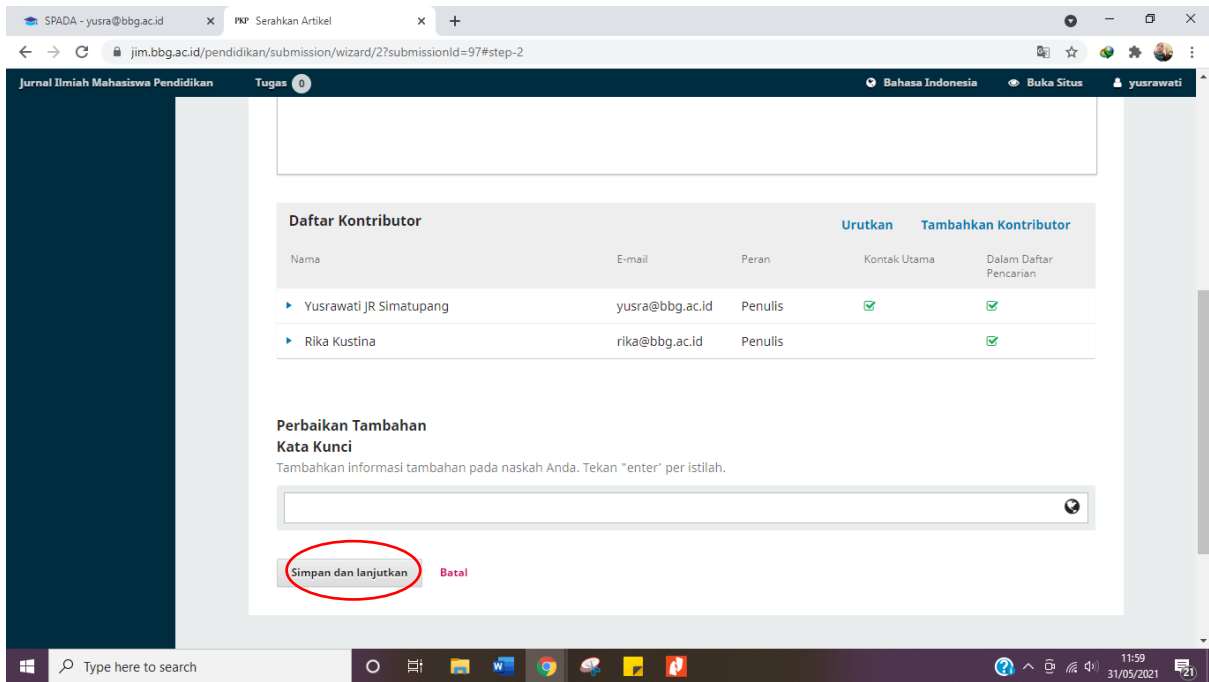 SPADA - yusra@bbg.ac.id
PKP Serahkan Artikel
jim.bbg.ac.id/pendidikan/submission/wizard/2?submissionId=97#step-2
Jurnal Ilmiah Mahasiswa Pendidikan Tugas 0 Bahasa Indonesia Buka Situs yusrawati
Daftar Kontributor Urutkan Tambahkan Kontributor
Nama E-mail Peran Kontak Utama Dalam Daftar
Pencarian
Yusrawati JR Simatupang yusra@bbg.ac.id Penulis
Rika Kustina rika@bbg.ac.id Penulis
Perbaikan Tambahan
Kata Kunci
Tambahkan informasi tambahan pada naskah Anda. Tekan "enter' per istilah.
Simpan dan lanjutkan Batal
Type here to search
11:59
31/05/2021
21